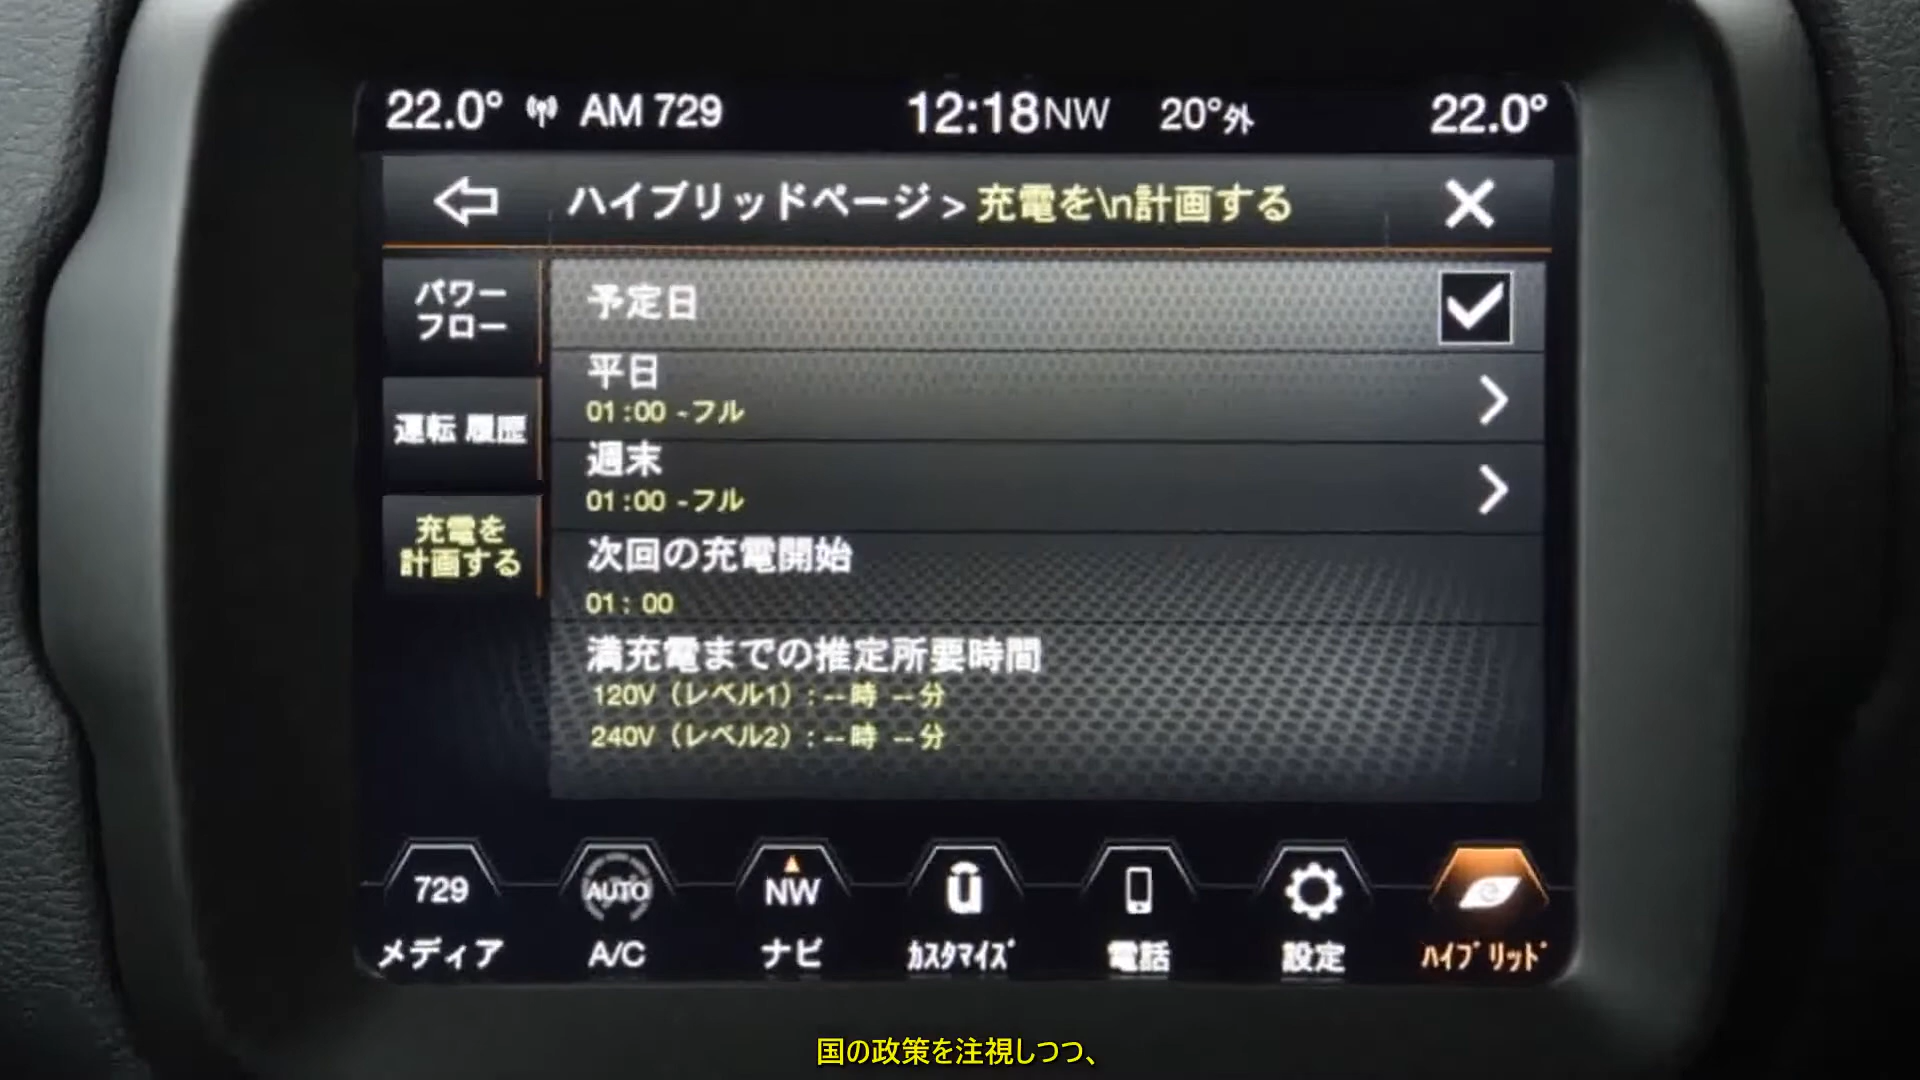 22.0° AM 729 12:18NW 20°外 22.0°
ハイブリッドページ > 充電を\n計画する
パワー
フロー
運転 履歴
充電を
計画する
予定日
平日
01:00 -フル
週末
01:00 -フル
次回の充電開始
01: 00
満充電までの推定所要時間
120V（レベル1）: -- 時 -- 分
240V（レベル2）: -- 時 -- 分
729 AUTO NW û
メディア A/C ナビ ｶｽﾀﾏｲｽﾞ 電話 設定 ﾊｲﾌﾞﾘｯﾄﾞ
国の政策を注視しつつ、